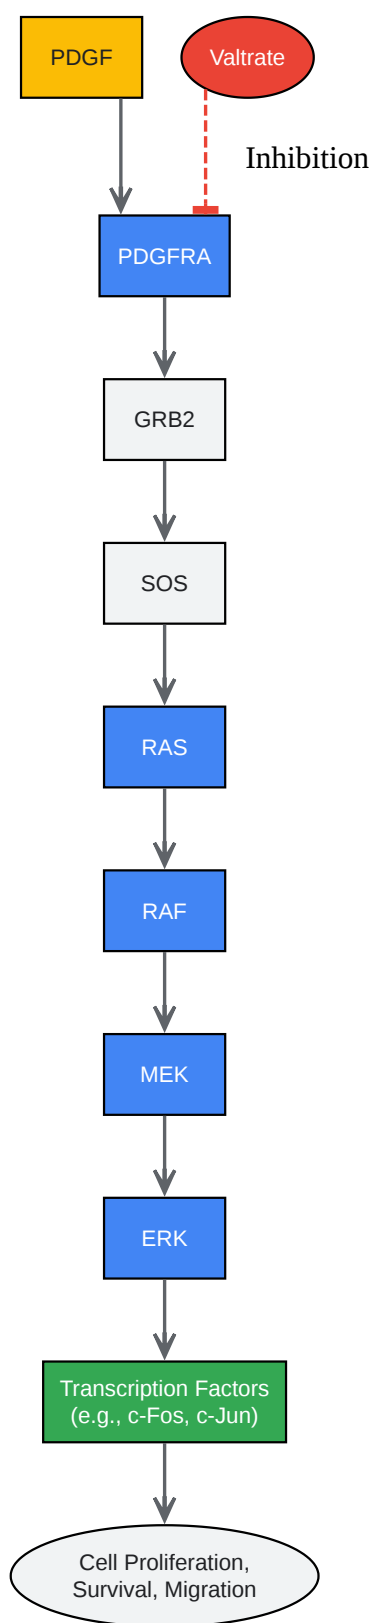 PDGF
Valtrate
Inhibition
PDGFRA
GRB2
SOS
RAS
RAF
MEK
ERK
Transcription Factors
(e.g., c-Fos, c-Jun)
Cell Proliferation,
Survival, Migration